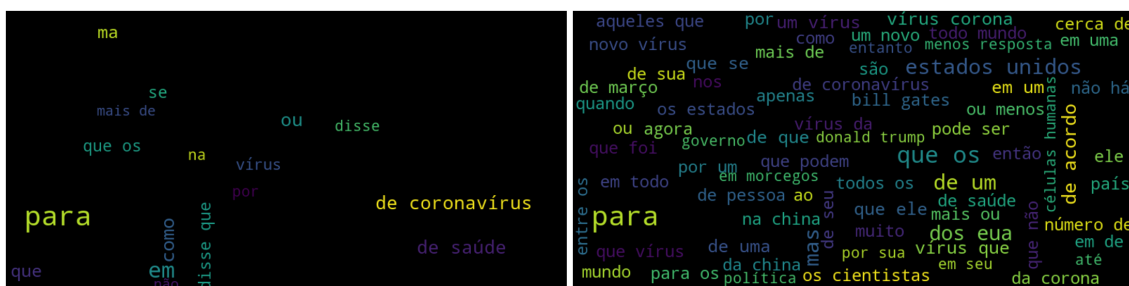 ma
se
mais de
ou
disse
que os
na
vírus
por
para
de coronavírus
como
disse que
de saúde
que
em
não
aqueles que
por
um vírus
vírus corona
cerca de
novo vírus
como
um novo
todo mundo
mais de
entanto
menos resposta
em uma
que se
são
estados unidos
de sua
nos
de março
de coronavírus
em um
não há
quando
apenas
bill gates
os estados
ou menos
células humanas
de acordo
ou agora
vírus da
governo
de que
donald trump
pode ser
que foi
por um
que podem
que os
então
ele
em todo
em morcegos
todos os
de um
país
entre os
de pessoa
ao
de saúde
para
na china
de seu
que ele
mais ou
que não
número de
muito
dos eua
que vírus
de uma
mas
por sua
vírus que
em de
até
mundo
para os
da china
política
os cientistas
em seu
da corona